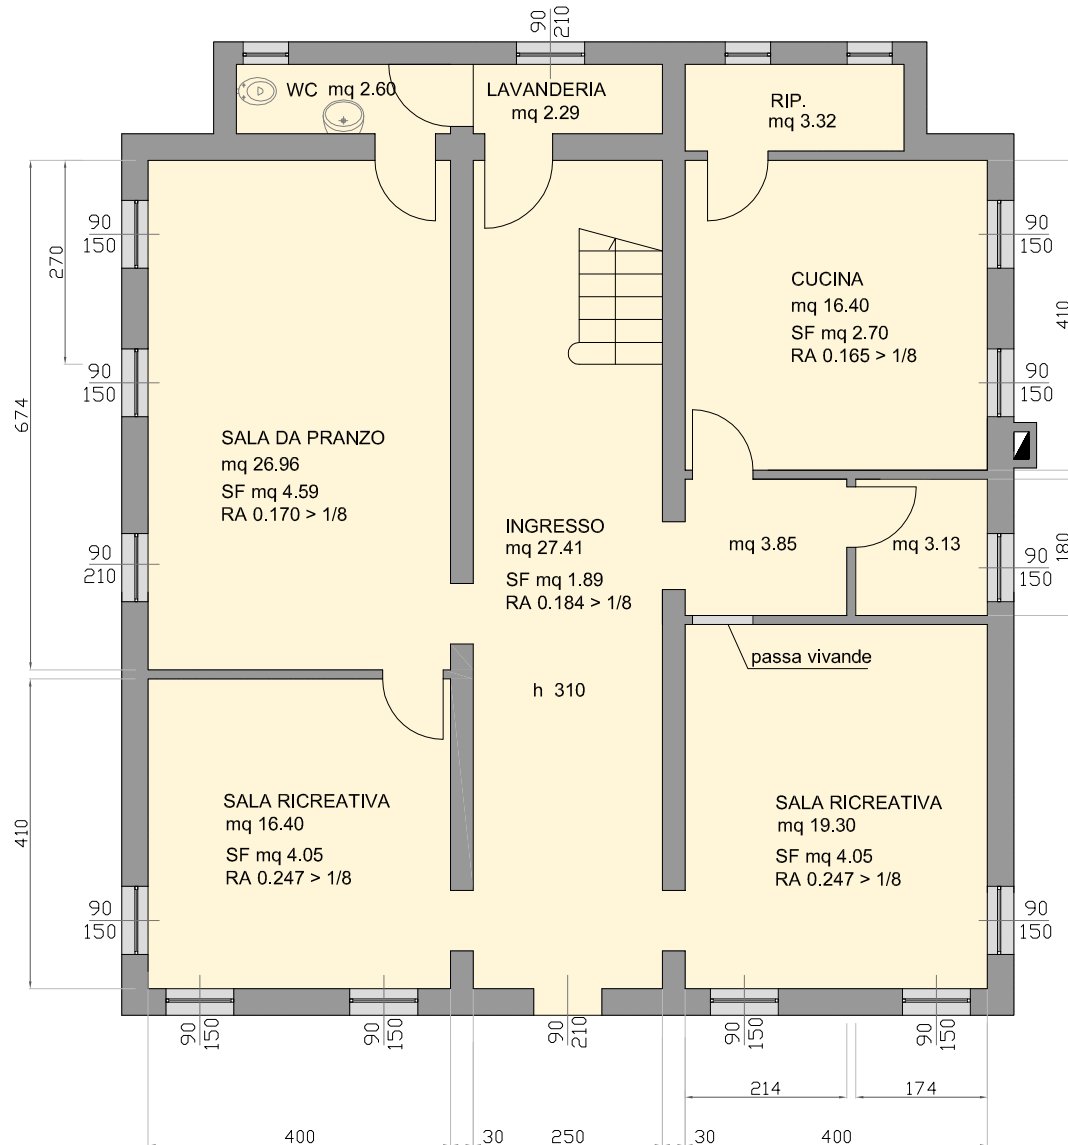 90
210
WC mq 2.60
LAVANDERIA
mq 2.29
RIP.
mq 3.32
90
150
270
674
90
150
90
150
410
CUCINA
mq 16.40
SF mq 2.70
RA 0.165 > 1/8
90
150
SALA DA PRANZO
mq 26.96
SF mq 4.59
RA 0.170 > 1/8
90
210
INGRESSO
mq 27.41
SF mq 1.89
RA 0.184 > 1/8
mq 3.85
mq 3.13
90
150
180
passa vivande
h 310
410
SALA RICREATIVA
mq 16.40
SF mq 4.05
RA 0.247 > 1/8
SALA RICREATIVA
mq 19.30
SF mq 4.05
RA 0.247 > 1/8
90
150
90
150
90
150
90
150
90
210
90
150
90
150
214
174
400
30
250
30
400